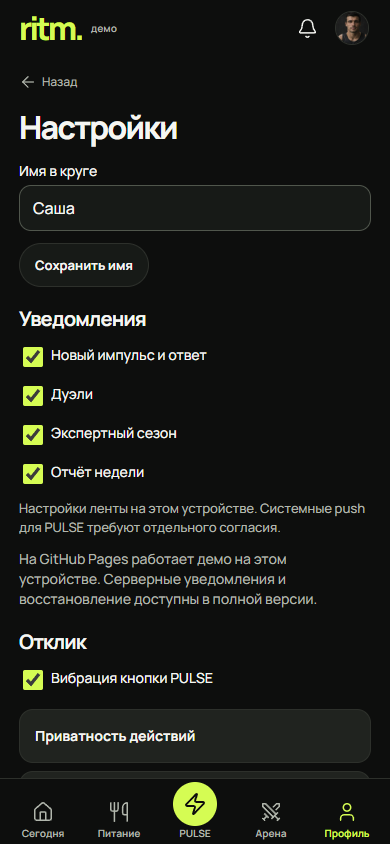 ritm. демо
Назад
Настройки
Имя в круге
Саша
Сохранить имя
Уведомления
Новый импульс и ответ
Дуэли
Экспертный сезон
Отчёт недели
Настройки ленты на этом устройстве. Системные push
для PULSE требуют отдельного согласия.
На GitHub Pages работает демо на этом
устройстве. Серверные уведомления и
восстановление доступны в полной версии.
Отклик
Вибрация кнопки PULSE
Приватность действий
Сегодня Питание PULSE Арена Профиль